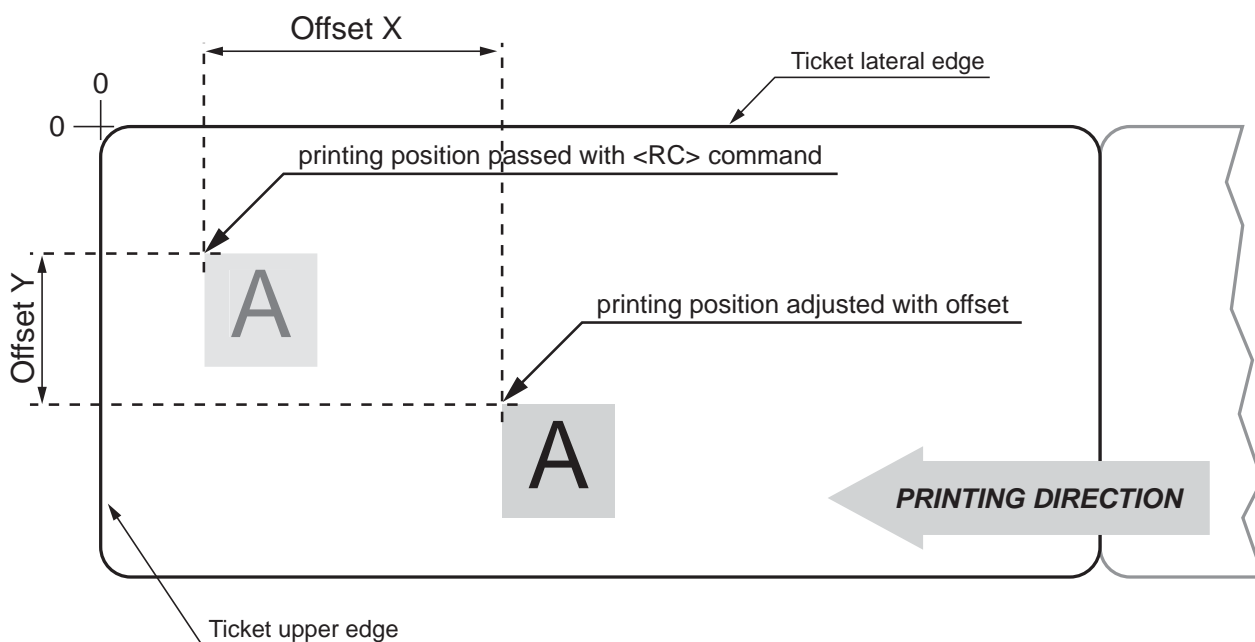 Offset X
Ticket lateral edge
0
0
printing position passed with <RC> command
Offset Y
A
printing position adjusted with offset
A
PRINTING DIRECTION
Ticket upper edge